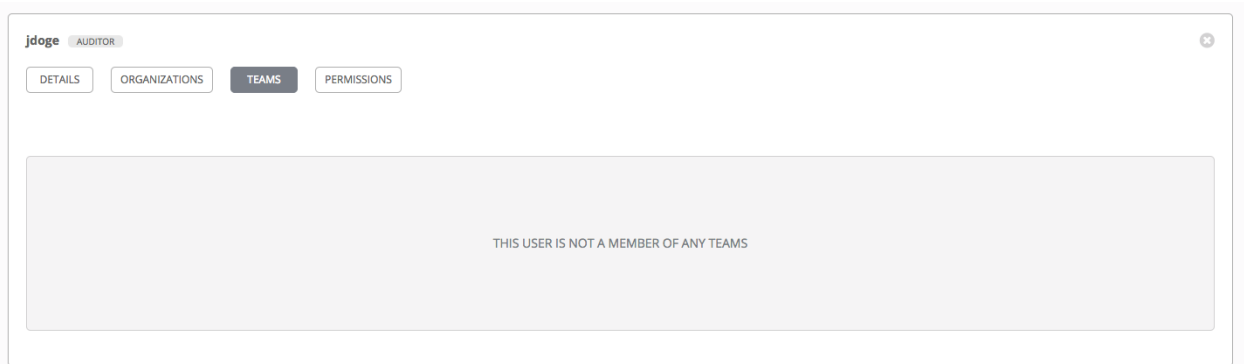 jdoge AUDITOR
DETAILS ORGANIZATIONS TEAMS PERMISSIONS
THIS USER IS NOT A MEMBER OF ANY TEAMS